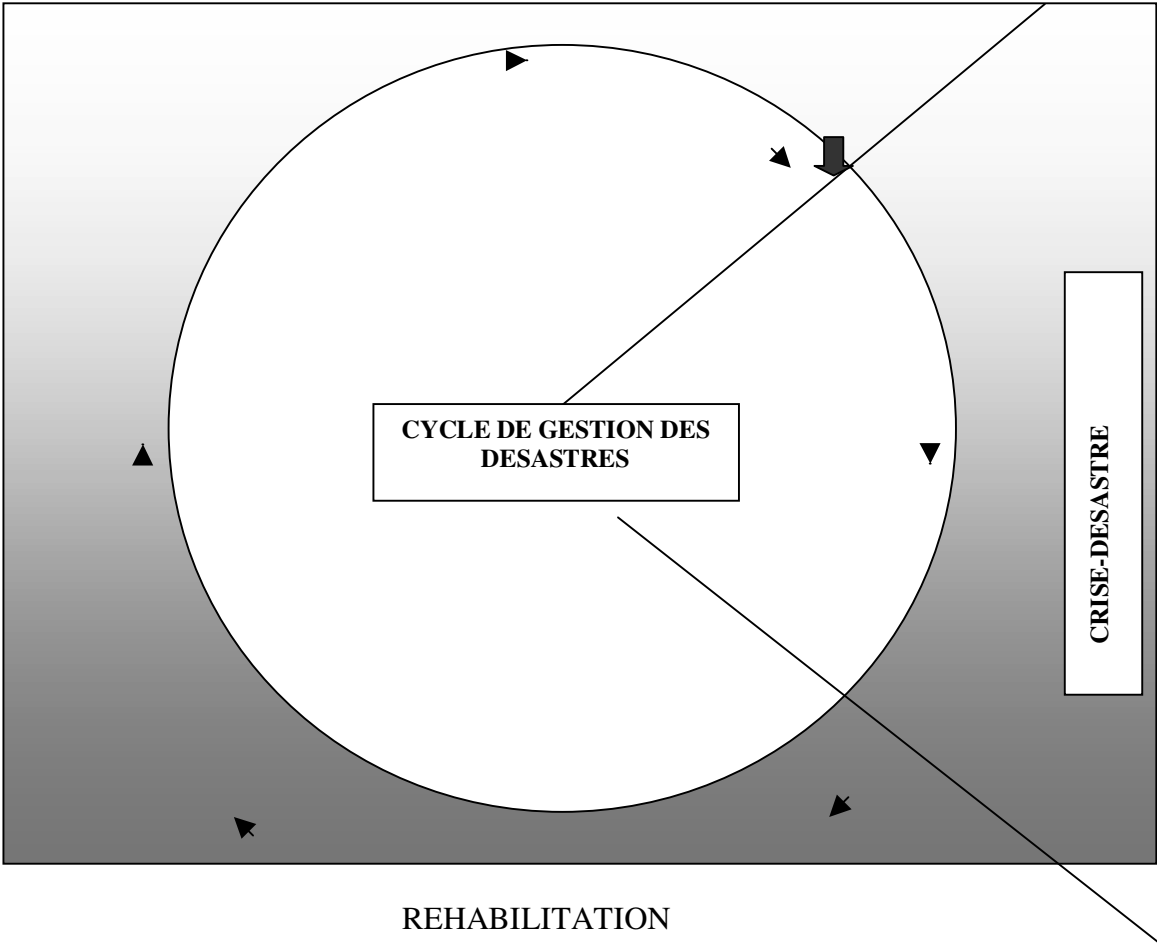 CYCLE DE GESTION DES
DESASTRES
CRISE-DESASTRE
REHABILITATION